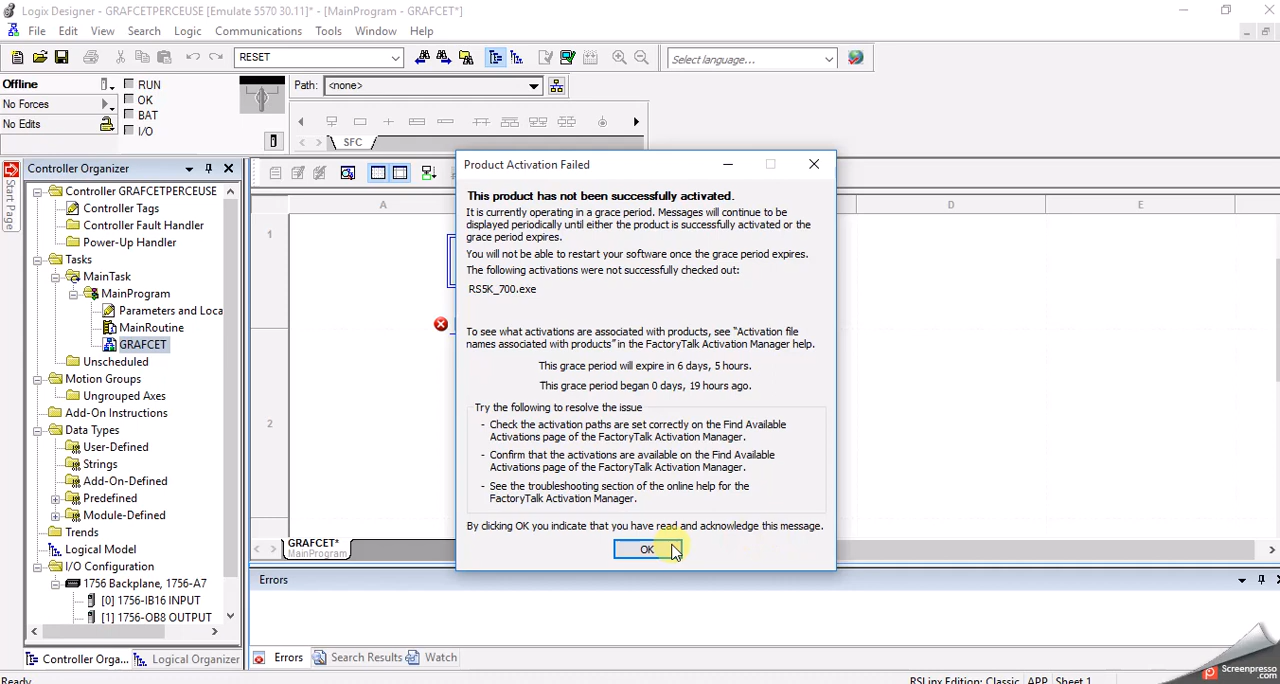 Logix Designer - GRAFCETPERCEUSE [Emulate 5570 30.11]* - [MainProgram - GRAFCET*]
File Edit View Search Logic Communications Tools Window Help
RESET
Select language...
Offline
RUN
Path: <none>
No Forces
OK
No Edits
BAT
I/O
SFC
Start Page
Controller Organizer
Controller GRAFCETPERCEUSE
Controller Tags
Controller Fault Handler
Power-Up Handler
Tasks
MainTask
MainProgram
Parameters and Loca
MainRoutine
GRAFCET
Unscheduled
Motion Groups
Ungrouped Axes
Add-On Instructions
Data Types
User-Defined
Strings
Add-On-Defined
Predefined
Module-Defined
Trends
Logical Model
I/O Configuration
1756 Backplane, 1756-A7
[0] 1756-IB16 INPUT
[1] 1756-OB8 OUTPUT
Controller Orga...
Logical Organizer
A
D
E
1
2
GRAFCET*
MainProgram
Product Activation Failed
This product has not been successfully activated.
It is currently operating in a grace period. Messages will continue to be
displayed periodically until either the product is successfully activated or the
grace period expires.
You will not be able to restart your software once the grace period expires.
The following activations were not successfully checked out:
RS5K_700.exe
To see what activations are associated with products, see "Activation file
names associated with products" in the FactoryTalk Activation Manager help.
This grace period will expire in 6 days, 5 hours.
This grace period began 0 days, 19 hours ago.
Try the following to resolve the issue
- Check the activation paths are set correctly on the Find Available
Activations page of the FactoryTalk Activation Manager.
- Confirm that the activations are available on the Find Available
Activations page of the FactoryTalk Activation Manager.
- See the troubleshooting section of the online help for the
FactoryTalk Activation Manager.
By clicking OK you indicate that you have read and acknowledge this message.
OK
Errors
Errors Search Results Watch
Ready
RSLinx Edition: Classic APP Sheet 1
Screenpresso
.com